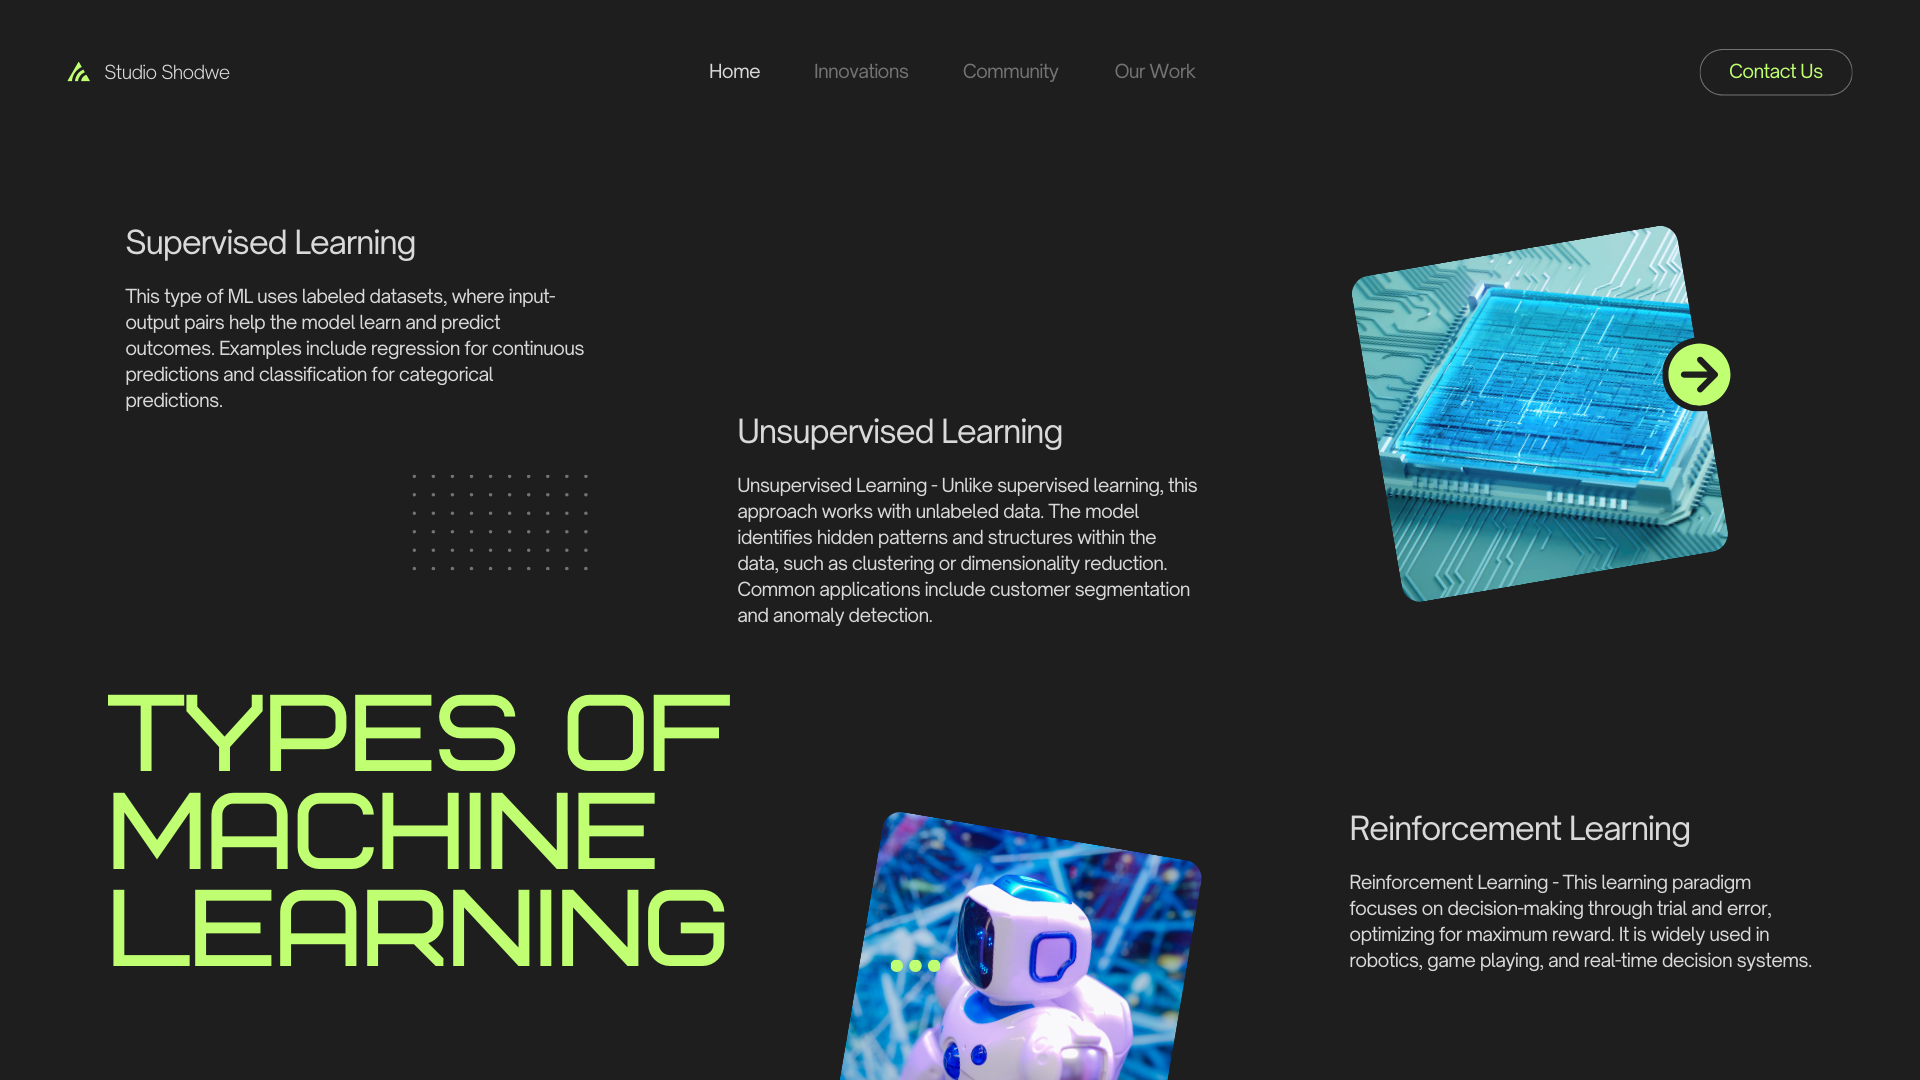 Studio Shodwe
Home
Innovations
Community
Our Work
Contact Us
Supervised Learning
This type of ML uses labeled datasets, where input-
output pairs help the model learn and predict
outcomes. Examples include regression for continuous
predictions and classification for categorical
predictions.
Unsupervised Learning
Unsupervised Learning - Unlike supervised learning, this
approach works with unlabeled data. The model
identifies hidden patterns and structures within the
data, such as clustering or dimensionality reduction.
Common applications include customer segmentation
and anomaly detection.
TYPES OF
MACHINE
LEARNING
Reinforcement Learning
Reinforcement Learning - This learning paradigm
focuses on decision-making through trial and error,
optimizing for maximum reward. It is widely used in
robotics, game playing, and real-time decision systems.